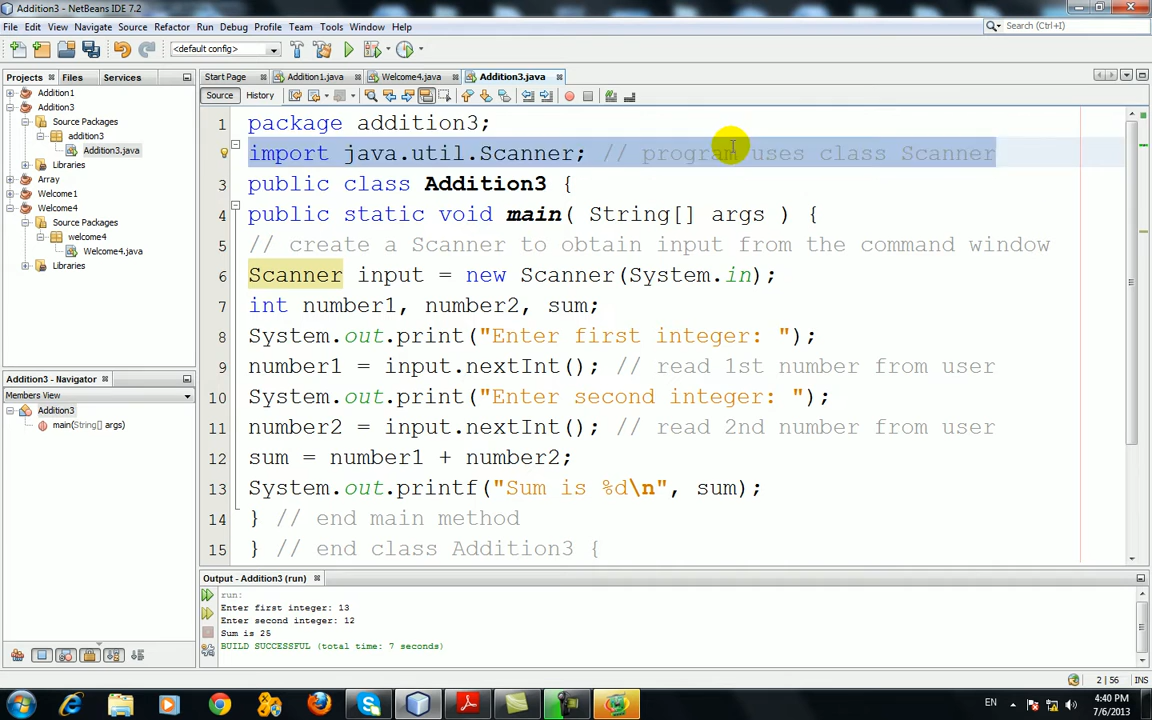 Addition3 - NetBeans IDE 7.2
File Edit View Navigate Source Refactor Run Debug Profile Team Tools Window Help
Search (Ctrl+I)
<default config>
Projects Files Services
Start Page Addition1.java Welcome4.java Addition3.java
Source History
Addition1
Addition3
Source Packages
addition3
Addition3.java
Libraries
Array
Welcome1
Welcome4
Source Packages
welcome4
Welcome4.java
Libraries
1 package addition3;
import java.util.Scanner; // program uses class Scanner
3 public class Addition3 {
4 public static void main( String[] args ) {
5 // create a Scanner to obtain input from the command window
6 Scanner input = new Scanner(System.in);
7 int number1, number2, sum;
8 System.out.print("Enter first integer: ");
9 number1 = input.nextInt(); // read 1st number from user
10 System.out.print("Enter second integer: ");
11 number2 = input.nextInt(); // read 2nd number from user
12 sum = number1 + number2;
13 System.out.printf("Sum is %d\n", sum);
14 } // end main method
15 } // end class Addition3 {
Addition3 - Navigator
Members View
Addition3
main(String[] args)
Output - Addition3 (run)
run:
Enter first integer: 13
Enter second integer: 12
Sum is 25
BUILD SUCCESSFUL (total time: 7 seconds)
2 | 56 INS
EN
4:40 PM
7/6/2013